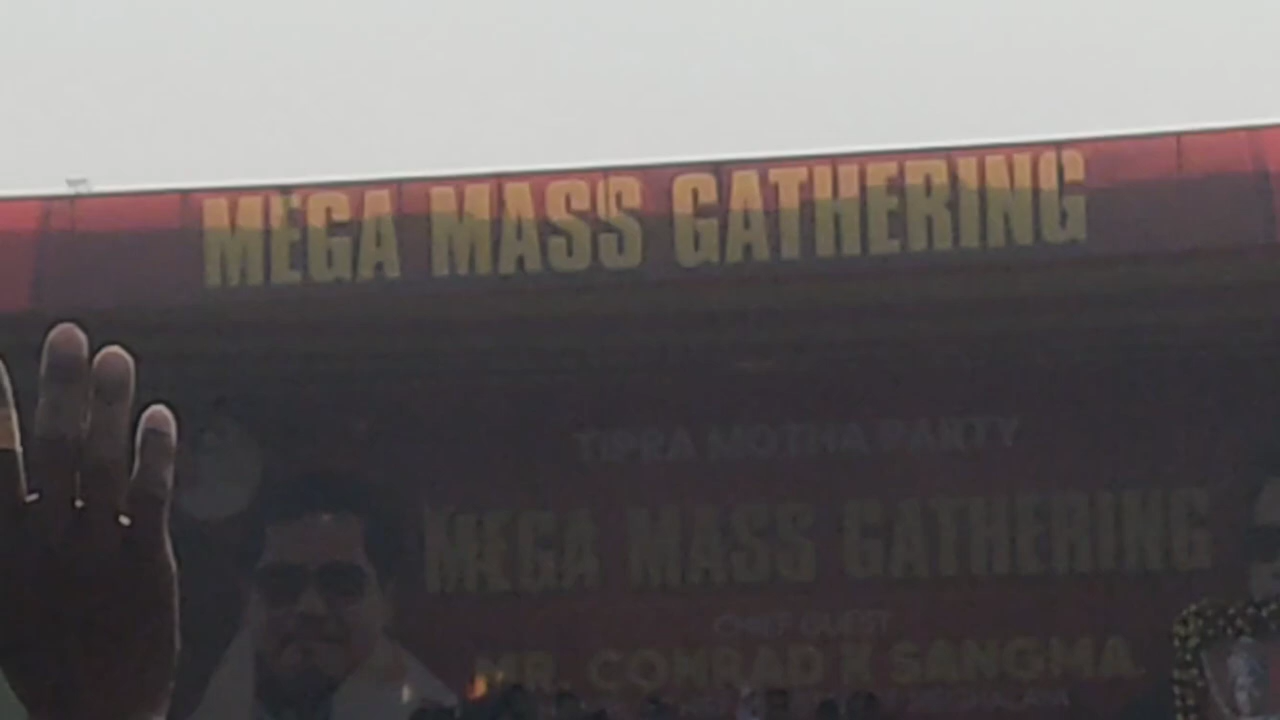 MEGA MASS GATHERING
TIPRA MOTHA PARTY
MEGA MASS GATHERING
CHIEF GUEST
MR. CONRAD K SANGMA